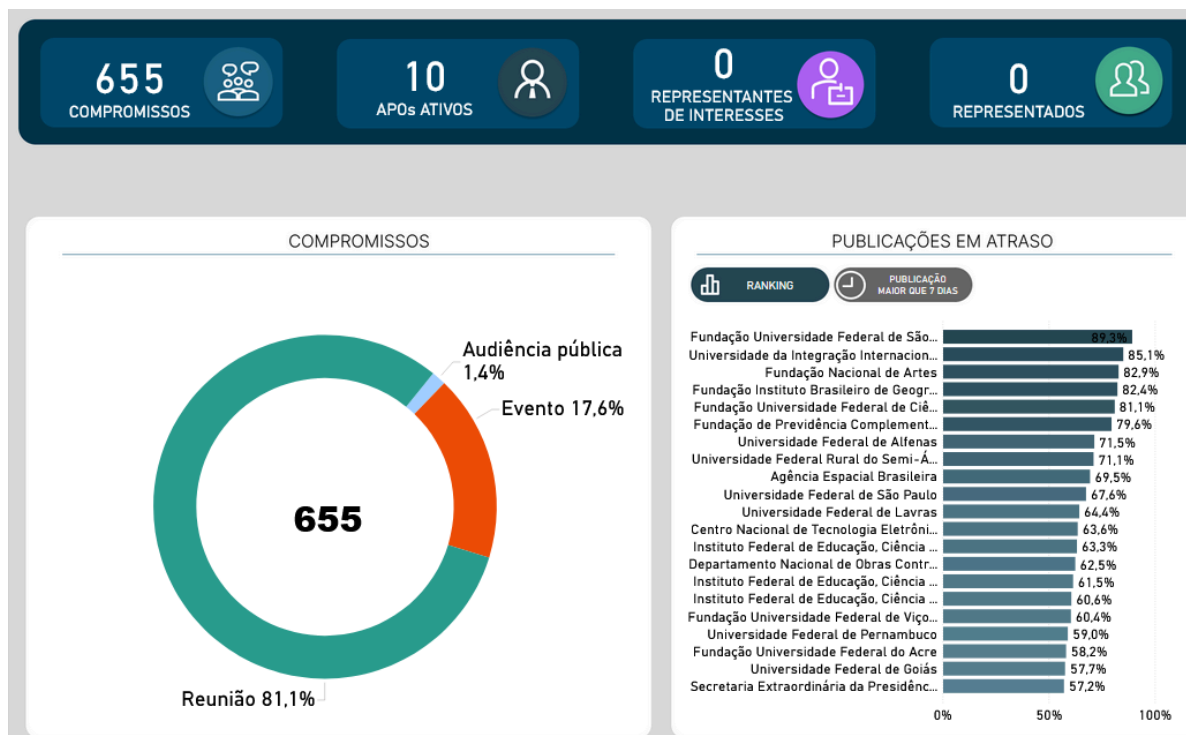 655
COMPROMISSOS
10
APOs ATIVOS
0
REPRESENTANTES
DE INTERESSES
0
REPRESENTADOS
COMPROMISSOS
Audiência pública
1,4%
Evento 17,6%
655
Reunião 81,1%
PUBLICAÇÕES EM ATRASO
RANKING
PUBLICAÇÃO
MAIOR QUE 7 DIAS
Fundação Universidade Federal de São... 89,3%
Universidade da Integração Internacion... 85,1%
Fundação Nacional de Artes 82,9%
Fundação Instituto Brasileiro de Geogr... 82,4%
Fundação Universidade Federal de Ciê... 81,1%
Fundação de Previdência Complement... 79,6%
Universidade Federal de Alfenas 71,5%
Universidade Federal Rural do Semi-Á... 71,1%
Agência Espacial Brasileira 69,5%
Universidade Federal de São Paulo 67,6%
Universidade Federal de Lavras 64,4%
Centro Nacional de Tecnologia Eletrôni... 63,6%
Instituto Federal de Educação, Ciência ... 63,3%
Departamento Nacional de Obras Contr... 62,5%
Instituto Federal de Educação, Ciência ... 61,5%
Instituto Federal de Educação, Ciência ... 60,6%
Fundação Universidade Federal de Viço... 60,4%
Universidade Federal de Pernambuco 59,0%
Fundação Universidade Federal do Acre 58,2%
Universidade Federal de Goiás 57,7%
Secretaria Extraordinária da Presidênc... 57,2%
0% 50% 100%